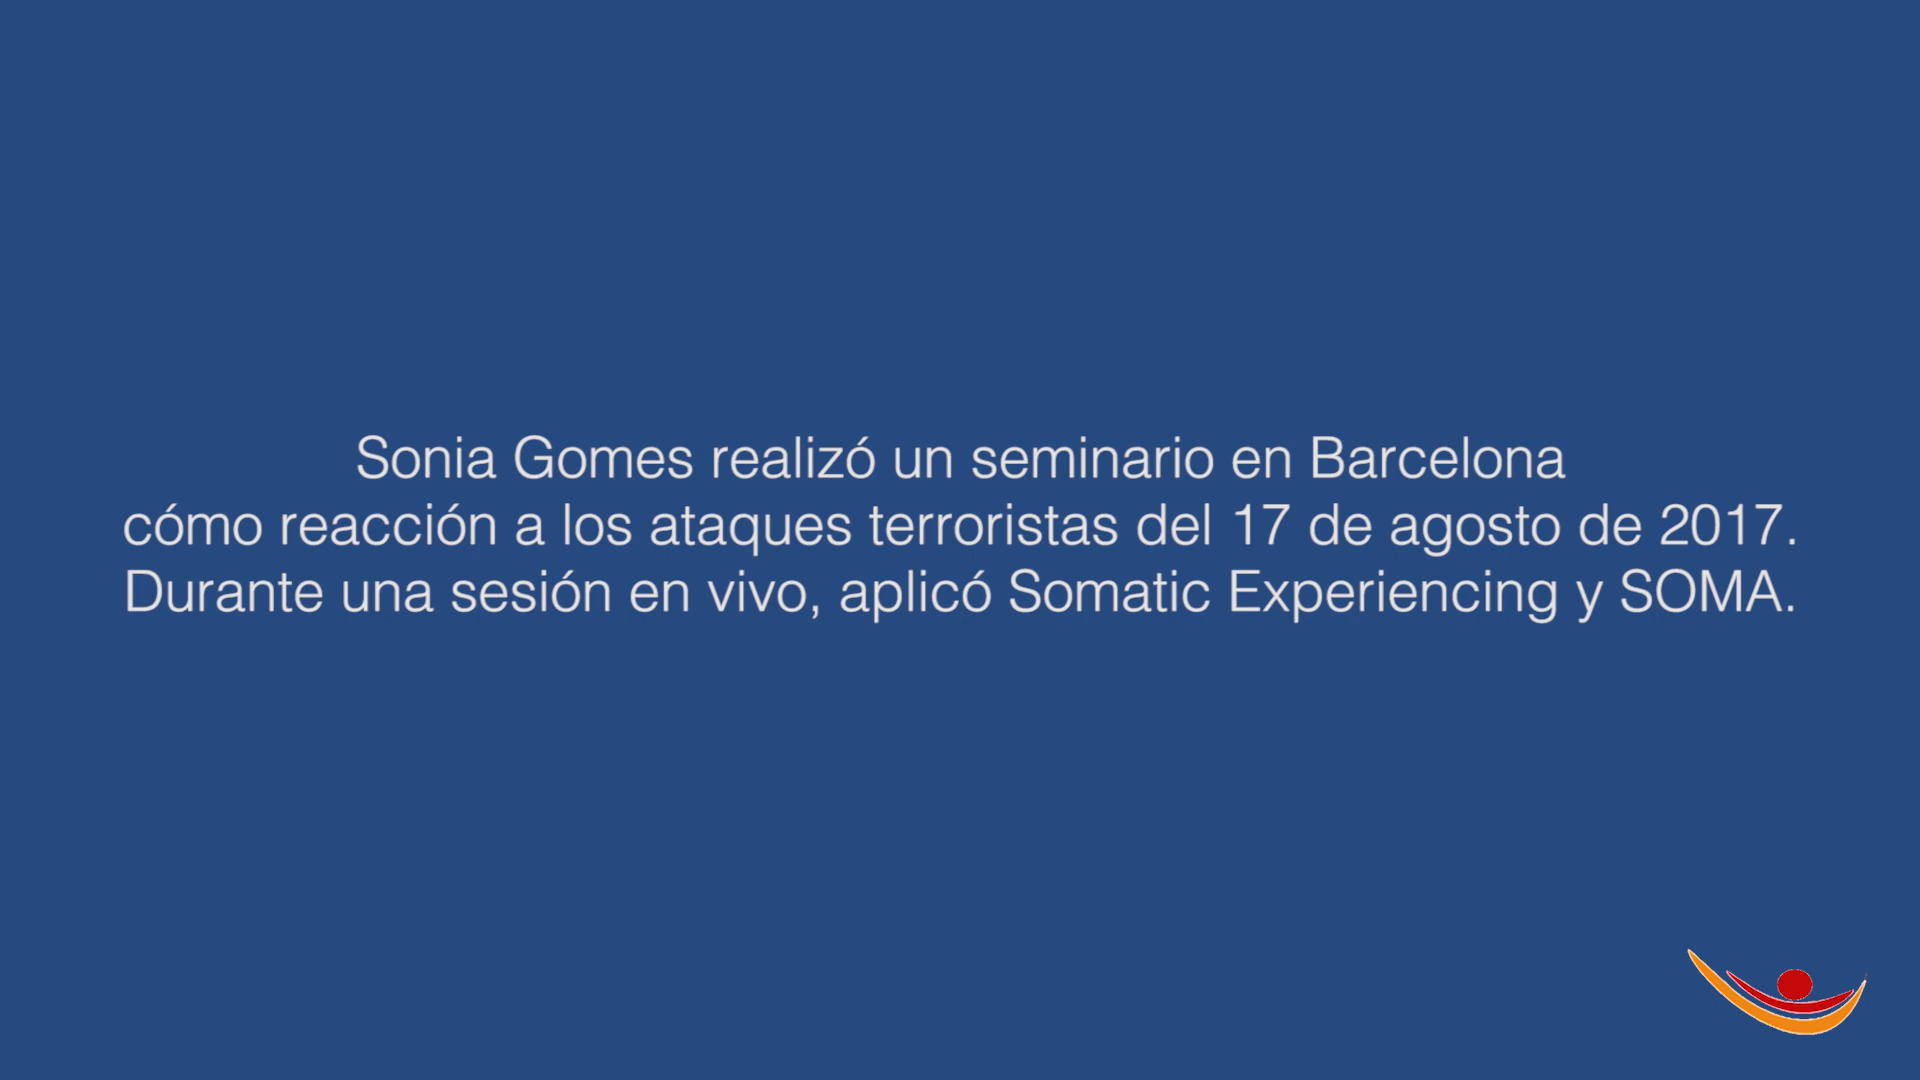 Sonia Gomes realizó un seminario en Barcelona
cómo reacción a los ataques terroristas del 17 de agosto de 2017.
Durante una sesión en vivo, aplicó Somatic Experiencing y SOMA.